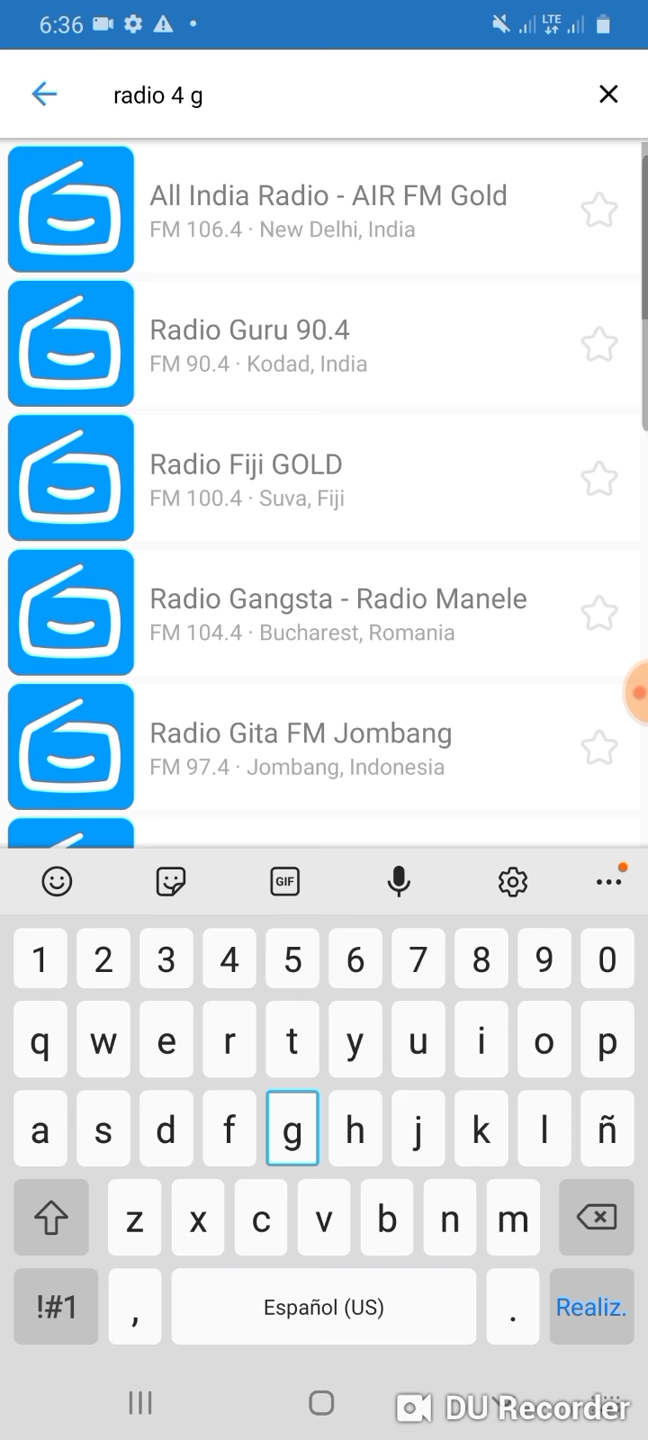 6:36
LTE
radio 4 g
All India Radio - AIR FM Gold
FM 106.4 · New Delhi, India
Radio Guru 90.4
FM 90.4 · Kodad, India
Radio Fiji GOLD
FM 100.4 · Suva, Fiji
Radio Gangsta - Radio Manele
FM 104.4 · Bucharest, Romania
Radio Gita FM Jombang
FM 97.4 · Jombang, Indonesia
GIF
1 2 3 4 5 6 7 8 9 0
q w e r t y u i o p
a s d f g h j k l ñ
z x c v b n m
!#1 , Español (US) . Realiz.
DU Recorder